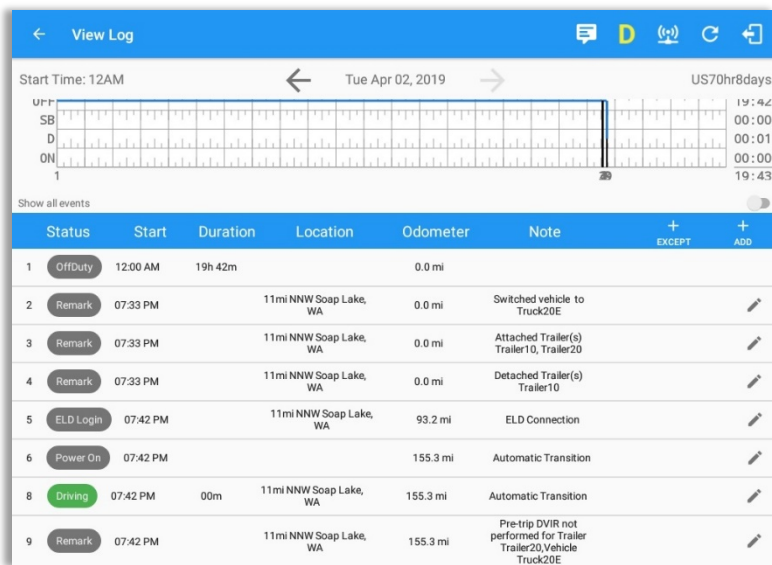 View Log
D
Start Time: 12AM
Tue Apr 02, 2019
US70hr8days
OFF
19:42
SB
00:00
D
00:01
ON
00:00
1
19:43
Show all events
Status Start Duration Location Odometer Note + EXCEPT + ADD
1 OffDuty 12:00 AM 19h 42m 0.0 mi
2 Remark 07:33 PM 11mi NNW Soap Lake, WA 0.0 mi Switched vehicle to Truck20E
3 Remark 07:33 PM 11mi NNW Soap Lake, WA 0.0 mi Attached Trailer(s) Trailer10, Trailer20
4 Remark 07:33 PM 11mi NNW Soap Lake, WA 0.0 mi Detached Trailer(s) Trailer10
5 ELD Login 07:42 PM 11mi NNW Soap Lake, WA 93.2 mi ELD Connection
6 Power On 07:42 PM 155.3 mi Automatic Transition
8 Driving 07:42 PM 00m 11mi NNW Soap Lake, WA 155.3 mi Automatic Transition
9 Remark 07:42 PM 11mi NNW Soap Lake, WA 155.3 mi Pre-trip DVIR not performed for Trailer Trailer20,Vehicle Truck20E